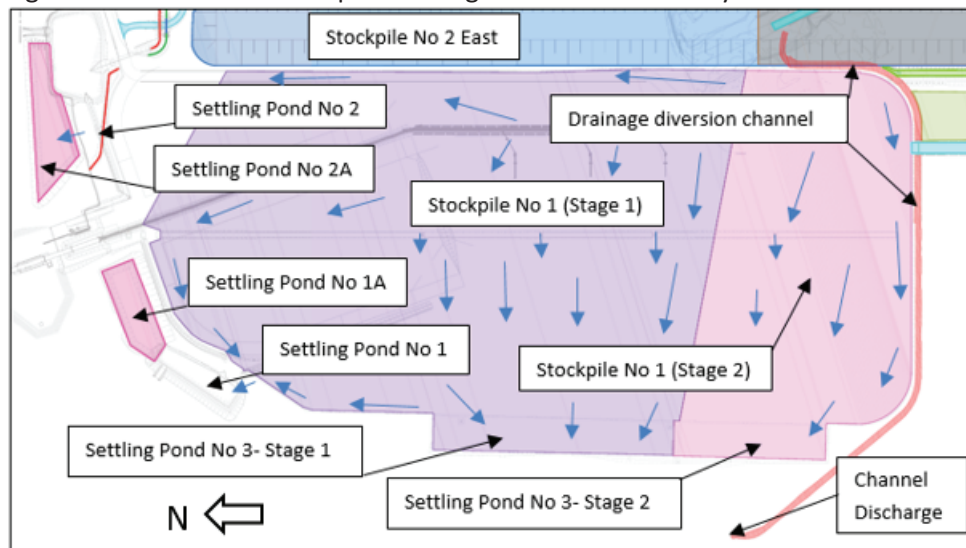 Stockpile No 2 East
Settling Pond No 2
Drainage diversion channel
Settling Pond No 2A
Stockpile No 1 (Stage 1)
Settling Pond No 1A
Settling Pond No 1
Stockpile No 1 (Stage 2)
Settling Pond No 3- Stage 1
Settling Pond No 3- Stage 2
Channel
Discharge
N